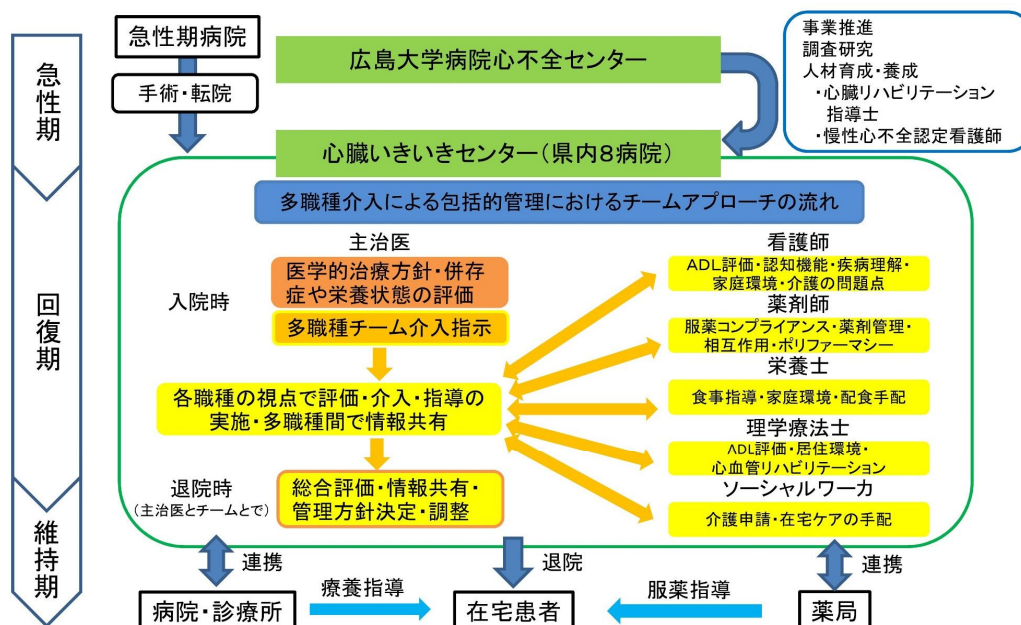 急性期
回復期
維持期
急性期病院
手術・転院
広島大学病院心不全センター
事業推進
調査研究
人材育成・養成
・心臓リハビリテーション
指導士
・慢性心不全認定看護師
心臓いきいきセンター（県内８病院）
多職種介入による包括的管理におけるチームアプローチの流れ
入院時
主治医
医学的治療方針・併存
症や栄養状態の評価
多職種チーム介入指示
各職種の視点で評価・介入・指導の
実施・多職種間で情報共有
退院時
（主治医とチームとで）
総合評価・情報共有・
管理方針決定・調整
看護師
ADL評価・認知機能・疾病理解・
家庭環境・介護の問題点
薬剤師
服薬コンプライアンス・薬剤管理・
相互作用・ポリファーマシー
栄養士
食事指導・家庭環境・配食手配
理学療法士
ADL評価・居住環境・
心血管リハビリテーション
ソーシャルワーカ
介護申請・在宅ケアの手配
連携
退院
連携
病院・診療所
療養指導
在宅患者
服薬指導
薬局